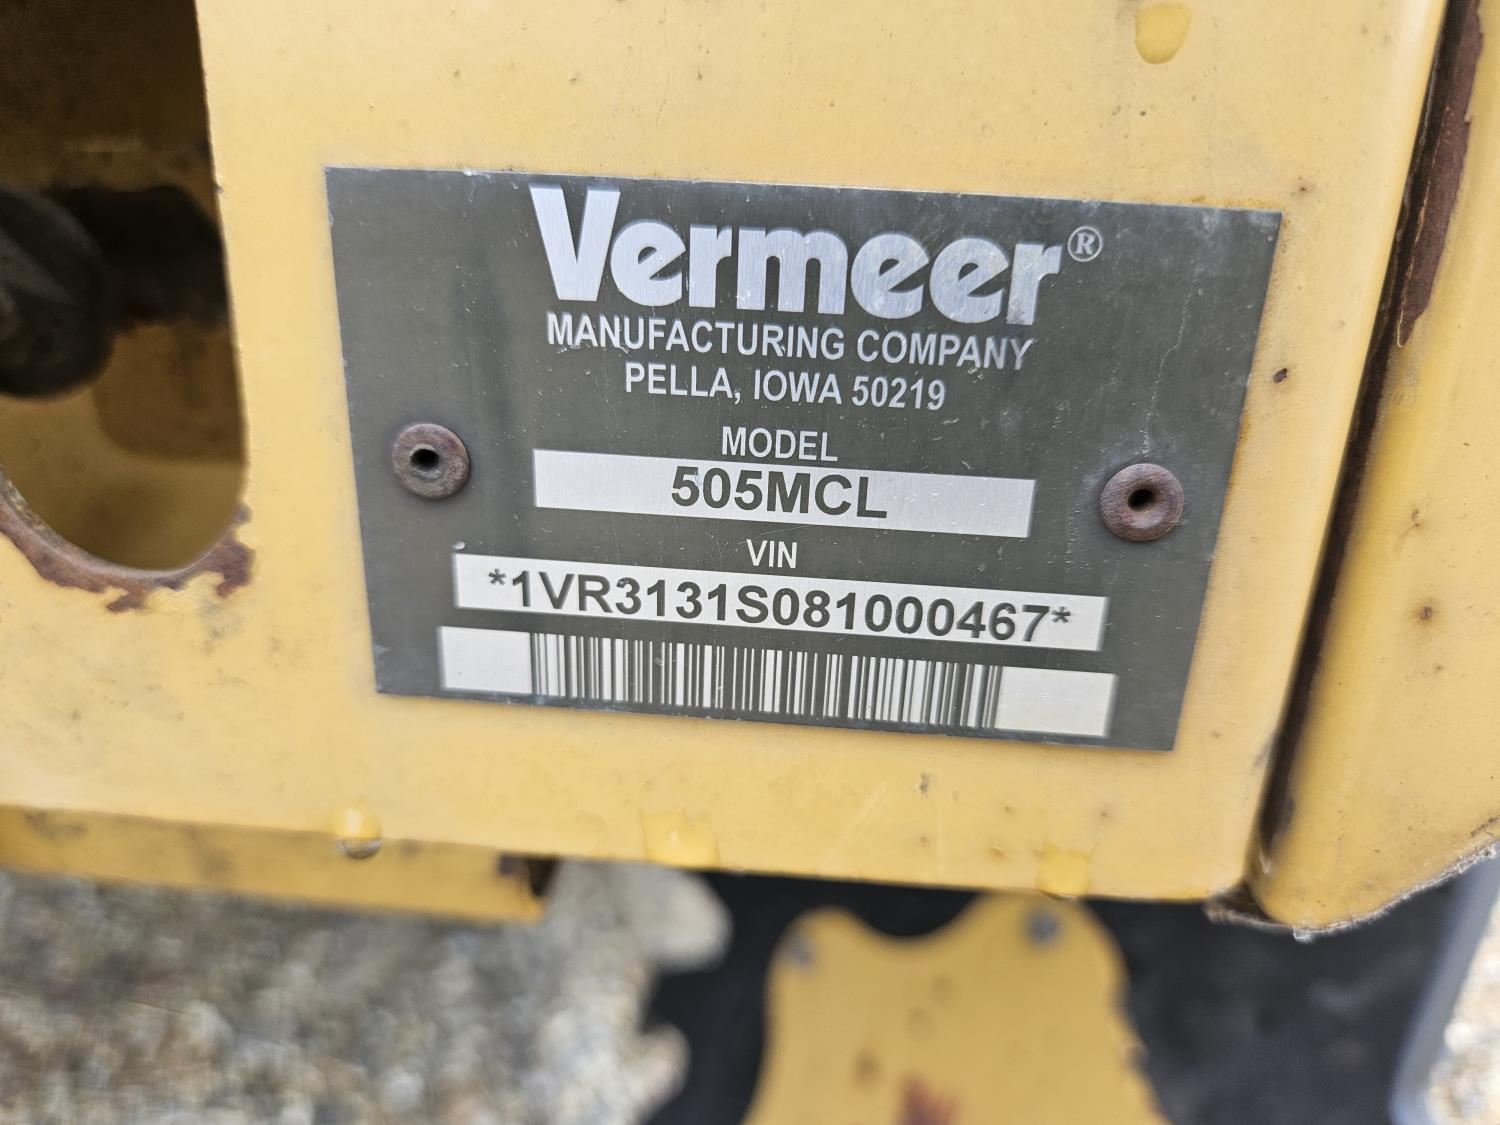 Vermeer®
MANUFACTURING COMPANY
PELLA, IOWA 50219
MODEL
505MCL
VIN
*1VR3131S081000467*